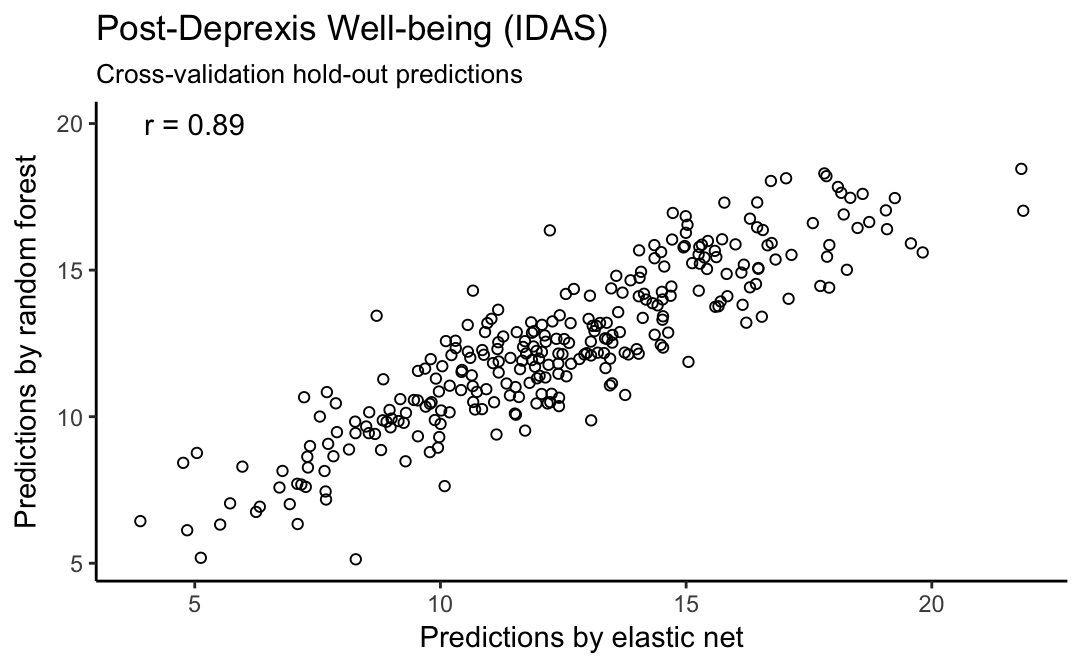 Post-Deprexis Well-being (IDAS)
Cross-validation hold-out predictions
r = 0.89
Predictions by random forest
20
15
10
5
5
10
15
20
Predictions by elastic net